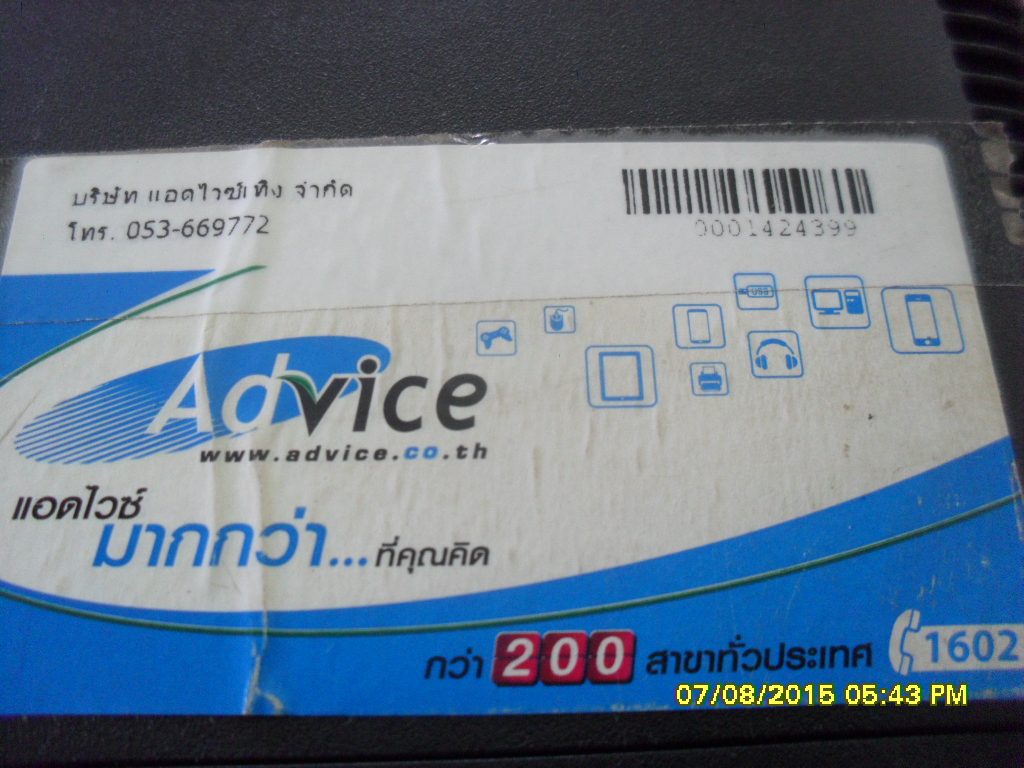 บริษัท แอดไวซ์เทิง จำกัด
โทร. 053-669772
0001424399
USB
Advice
www.advice.co.th
แอดไวซ์
มากกว่า... ที่คุณคิด
กว่า 200 สาขาทั่วประเทศ 1602
07/08/2015 05:43 PM